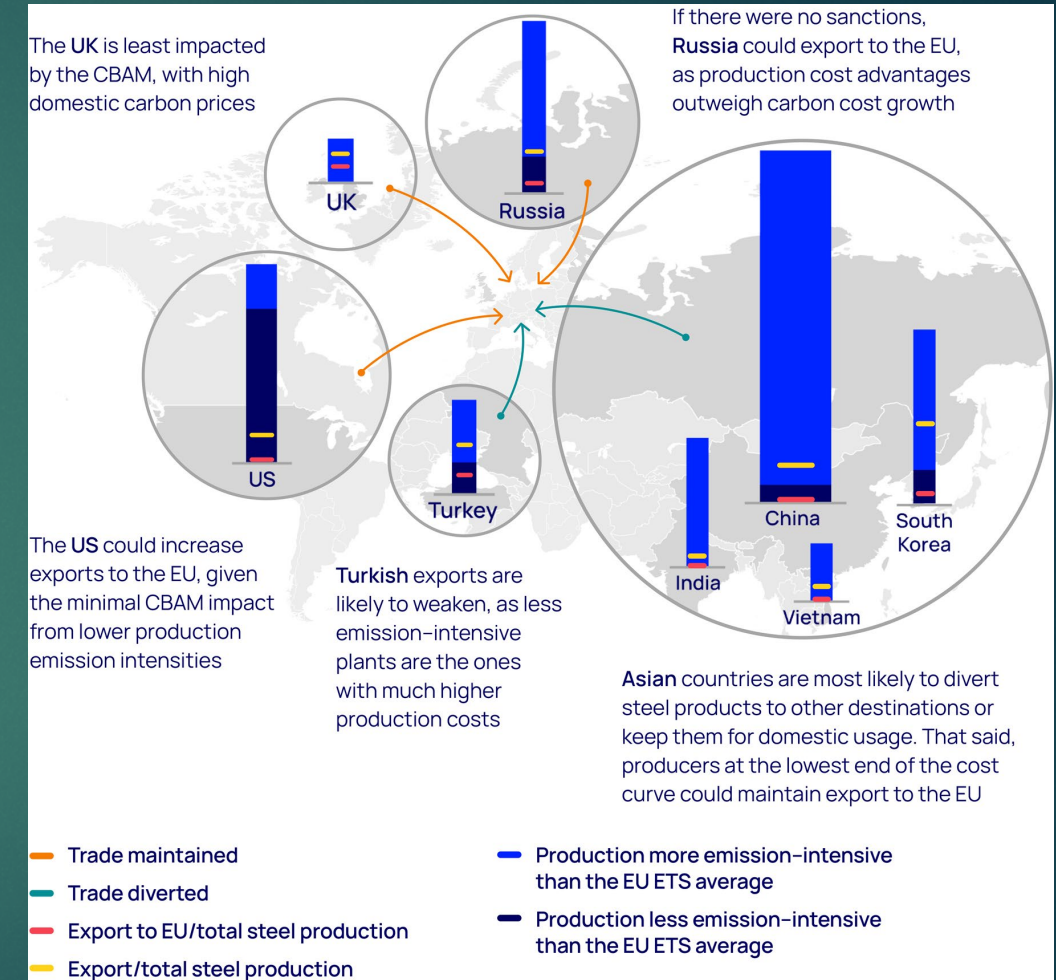 The UK is least impacted
by the CBAM, with high
domestic carbon prices
If there were no sanctions,
Russia could export to the EU,
as production cost advantages
outweigh carbon cost growth
UK
Russia
US
Turkey
China
South
Korea
India
Vietnam
The US could increase
exports to the EU, given
the minimal CBAM impact
from lower production
emission intensities
Turkish exports are
likely to weaken, as less
emission–intensive
plants are the ones
with much higher
production costs
Asian countries are most likely to divert
steel products to other destinations or
keep them for domestic usage. That said,
producers at the lowest end of the cost
curve could maintain export to the EU
Trade maintained
Trade diverted
Export to EU/total steel production
Export/total steel production
Production more emission–intensive
than the EU ETS average
Production less emission–intensive
than the EU ETS average